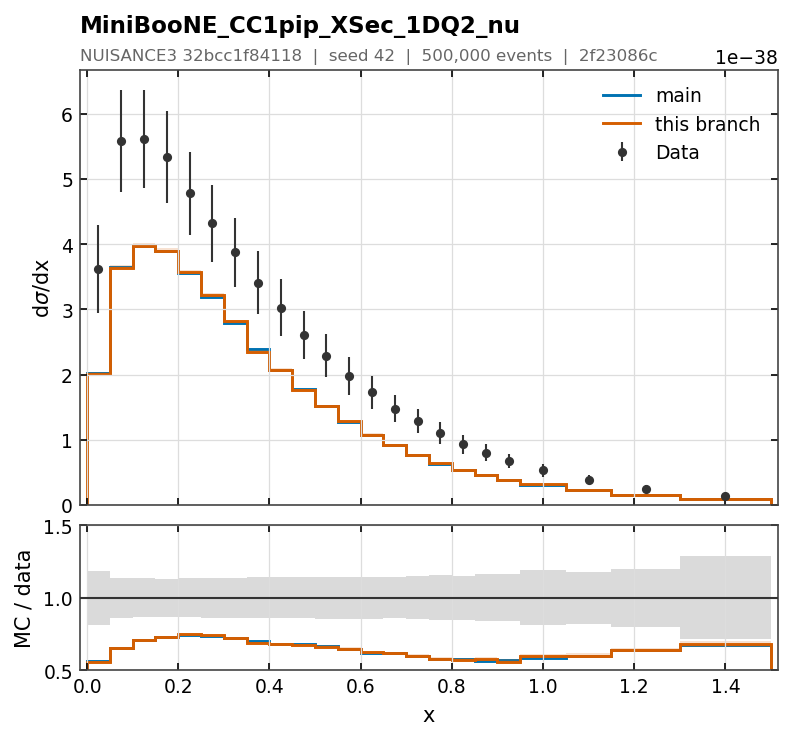 MiniBooNE_CC1pip_XSec_1DQ2_nu
NUISANCE3 32bcc1f84118 | seed 42 | 500,000 events | 2f23086c
1e−38
main
this branch
Data
dσ/dx
6
5
4
3
2
1
0
MC / data
1.5
1.0
0.5
0.0 0.2 0.4 0.6 0.8 1.0 1.2 1.4
x